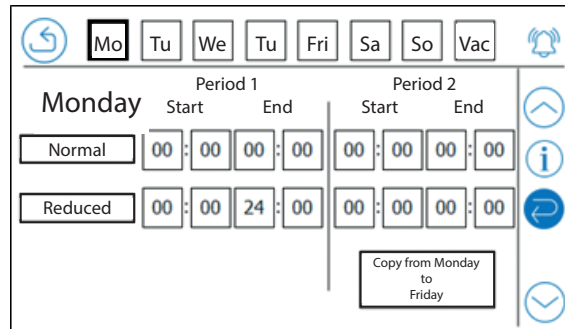 Mo Tu We Tu Fri Sa So Vac
Period 1 Period 2
Monday Start End Start End
Normal 00 : 00 00 : 00 00 : 00 00 : 00
i
Reduced 00 : 00 24 : 00 00 : 00 00 : 00
Copy from Monday
to
Friday